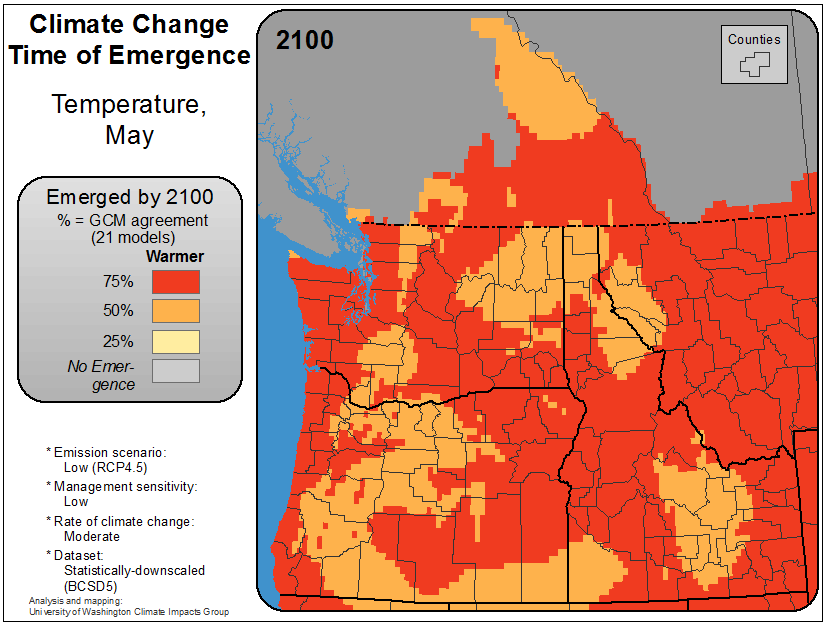 Climate Change
Time of Emergence
Temperature,
May
Emerged by 2100
% = GCM agreement
(21 models)
Warmer
75%
50%
25%
No Emer-
gence
* Emission scenario:
Low (RCP4.5)
* Management sensitivity:
Low
* Rate of climate change:
Moderate
* Dataset:
Statistically-downscaled
(BCSD5)
Analysis and mapping:
University of Washington Climate Impacts Group
2100
Counties